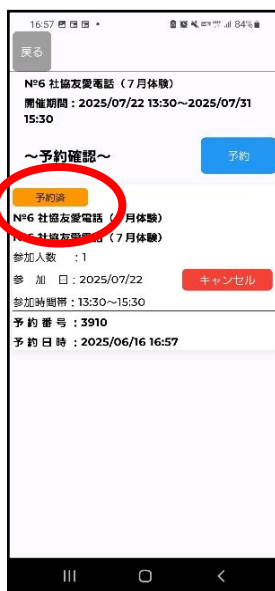 16:57
84%
戻る
№6 社協友愛電話（７月体験）
開催期間：2025/07/22 13:30～2025/07/31
15:30
～予約確認～
予約
予約済
№6 社協友愛電話（ 月体験）
№6 社協友愛電話（７月体験）
参加人数 ：1
参 加 日：2025/07/22
キャンセル
参加時間帯：13:30～15:30
予 約 番 号 ：3910
予 約 日 時 ：2025/06/16 16:57